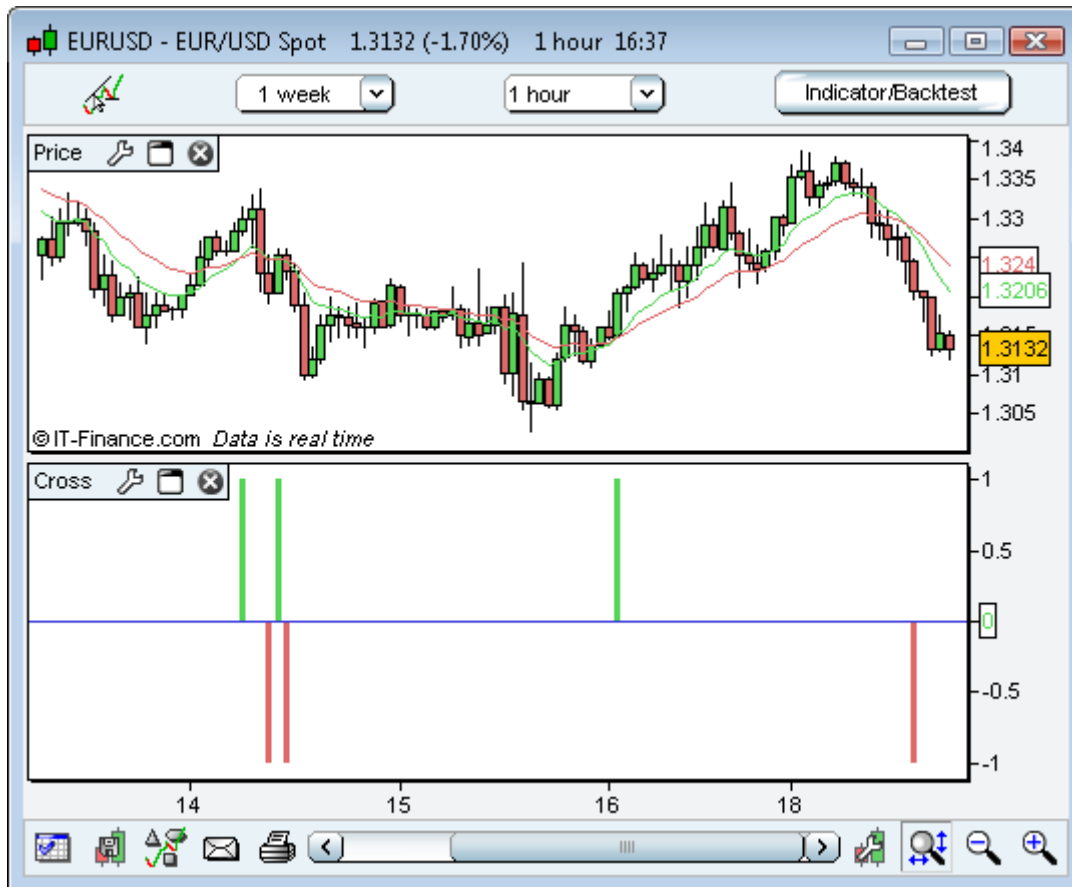 EURUSD - EUR/USD Spot 1.3132 (-1.70%) 1 hour 16:37
1 week
1 hour
Indicator/Backtest
Price
1.34
1.335
1.33
1.324
1.3206
1.3132
1.31
1.305
© IT-Finance.com Data is real time
Cross
1
0.5
0
-0.5
-1
14
15
16
18